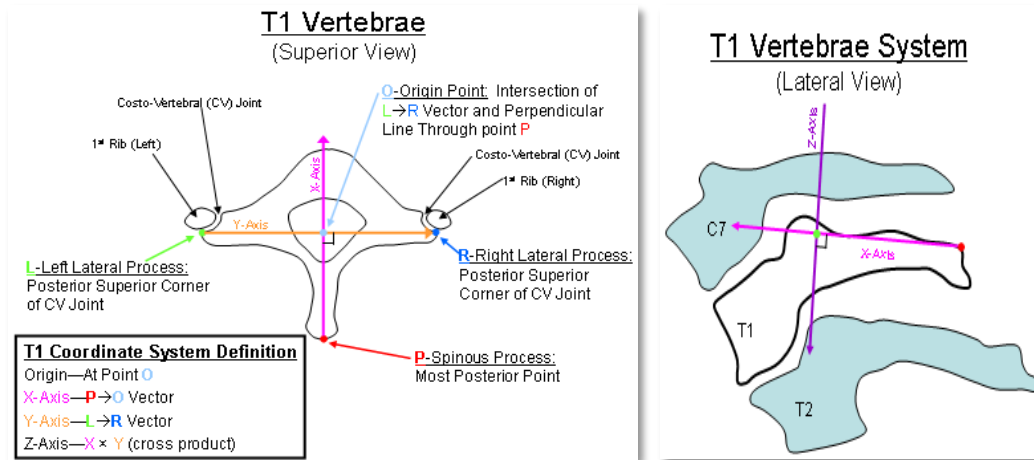 T1 Vertebrae
(Superior View)
O-Origin Point: Intersection of
L→R Vector and Perpendicular
Line Through point P
Costo-Vertebral (CV) Joint
1st Rib (Left)
X-Axis
Costo-Vertebral (CV) Joint
1st Rib (Right)
Y-Axis
L-Left Lateral Process:
Posterior Superior Corner
of CV Joint
R-Right Lateral Process:
Posterior Superior
Corner of CV Joint
P-Spinous Process:
Most Posterior Point
T1 Coordinate System Definition
Origin—At Point O
X-Axis—P→O Vector
Y-Axis—L→R Vector
Z-Axis—X × Y (cross product)
T1 Vertebrae System
(Lateral View)
Z-Axis
C7
X-Axis
T1
T2